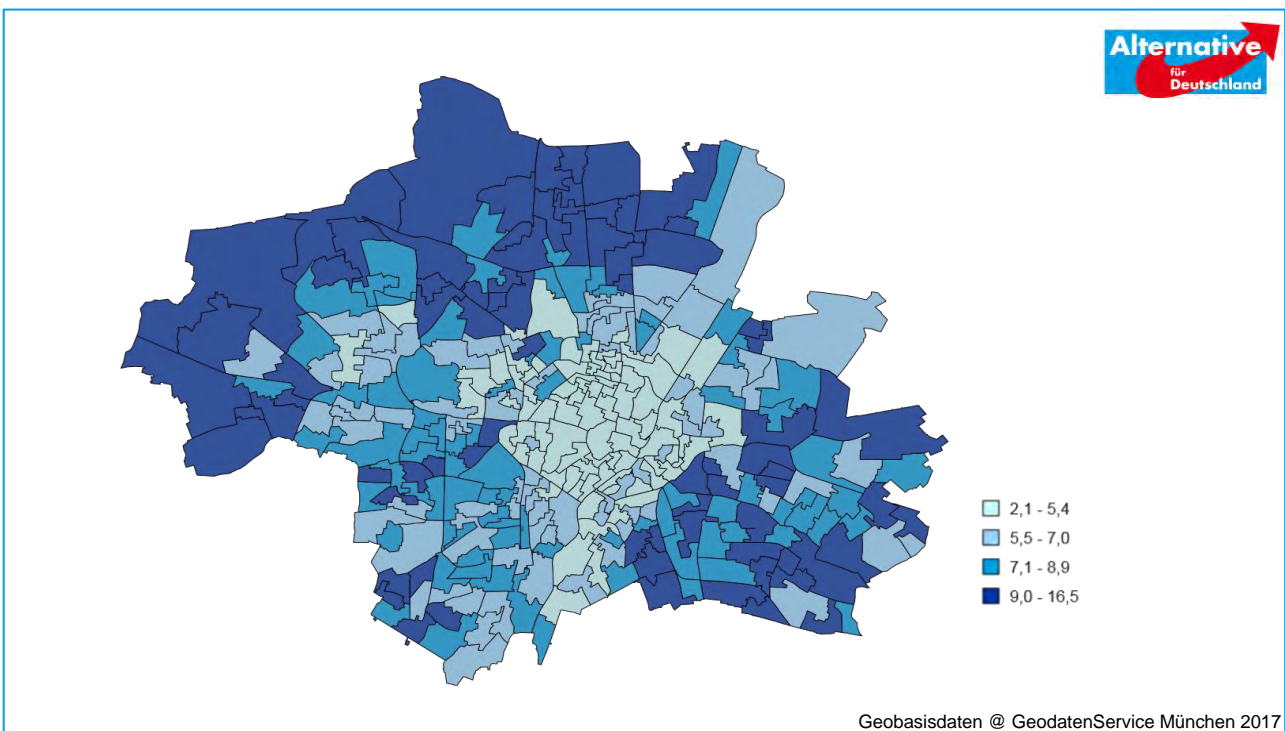 Alternative
für
Deutschland
2,1 - 5,4
5,5 - 7,0
7,1 - 8,9
9,0 - 16,5
Geobasisdaten @ GeodatenService München 2017